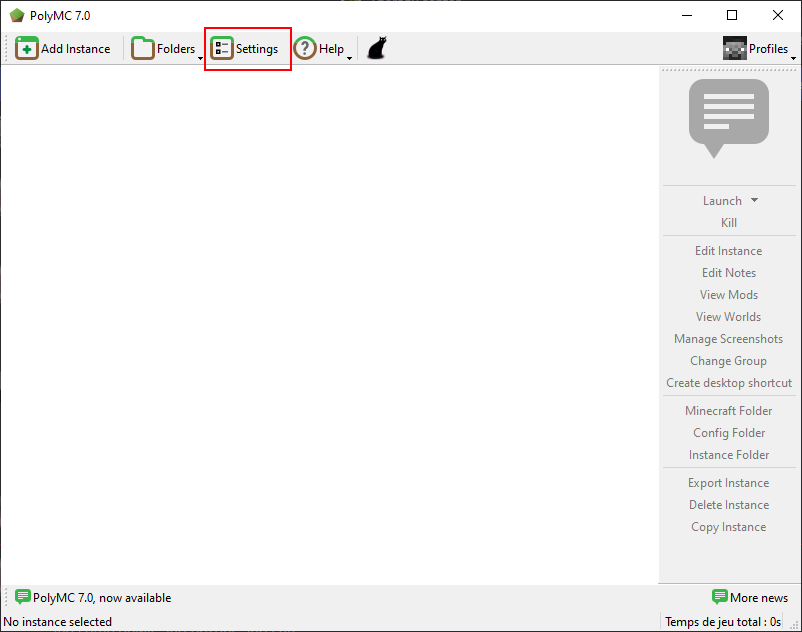 PolyMC 7.0
Add Instance Folders Settings Help Profiles
Launch
Kill
Edit Instance
Edit Notes
View Mods
View Worlds
Manage Screenshots
Change Group
Create desktop shortcut
Minecraft Folder
Config Folder
Instance Folder
Export Instance
Delete Instance
Copy Instance
PolyMC 7.0, now available More news
No instance selected Temps de jeu total : 0s